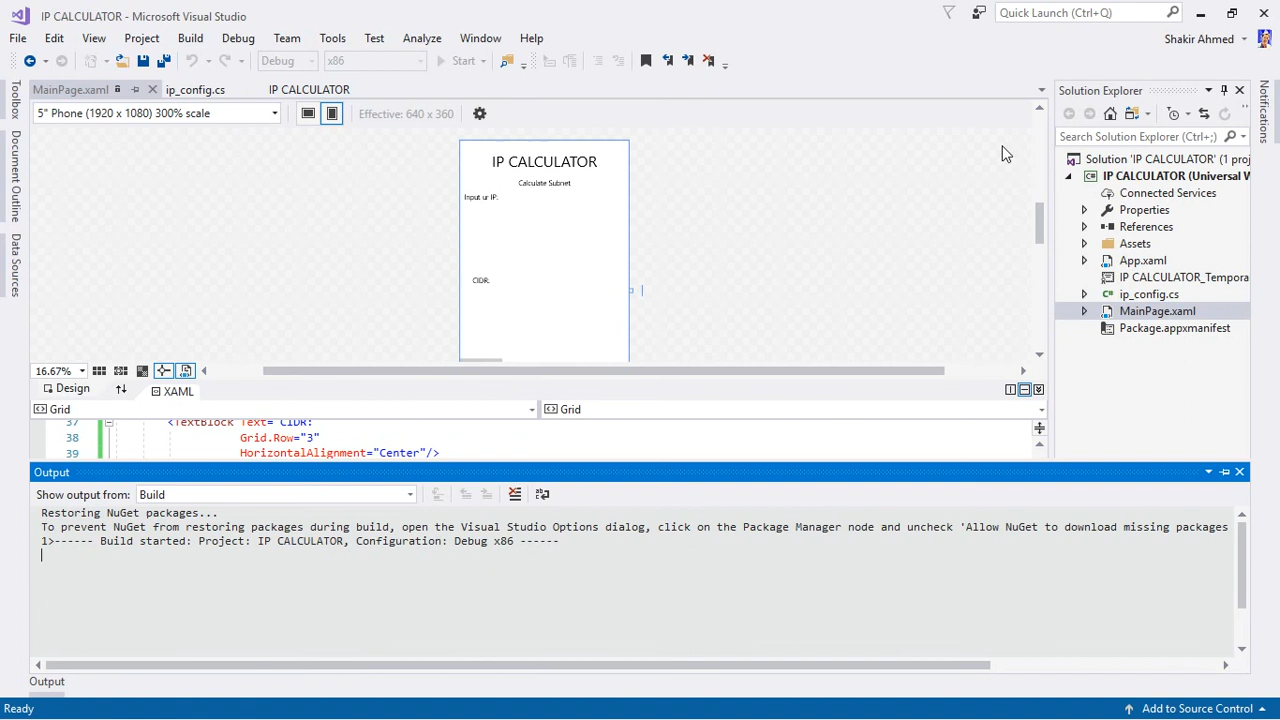 IP CALCULATOR - Microsoft Visual Studio
Quick Launch (Ctrl+Q)
File Edit View Project Build Debug Team Tools Test Analyze Window Help
Shakir Ahmed
Debug x86 Start
Toolbox
Document Outline
Data Sources
Notifications
MainPage.xaml ip_config.cs IP CALCULATOR
5" Phone (1920 x 1080) 300% scale
Effective: 640 x 360
IP CALCULATOR
Calculate Subnet
Input ur IP:
CIDR:
16.67%
Design XAML
Grid Grid
37 <TextBlock Text="CIDR:
38 Grid.Row="3"
39 HorizontalAlignment="Center"/>
Solution Explorer
Search Solution Explorer (Ctrl+;)
Solution 'IP CALCULATOR' (1 proj
IP CALCULATOR (Universal W
Connected Services
Properties
References
Assets
App.xaml
IP CALCULATOR_Tempora
ip_config.cs
MainPage.xaml
Package.appxmanifest
Output
Show output from: Build
Restoring NuGet packages...
To prevent NuGet from restoring packages during build, open the Visual Studio Options dialog, click on the Package Manager node and uncheck 'Allow NuGet to download missing packages
1>------ Build started: Project: IP CALCULATOR, Configuration: Debug x86 ------
Output
Ready
Add to Source Control